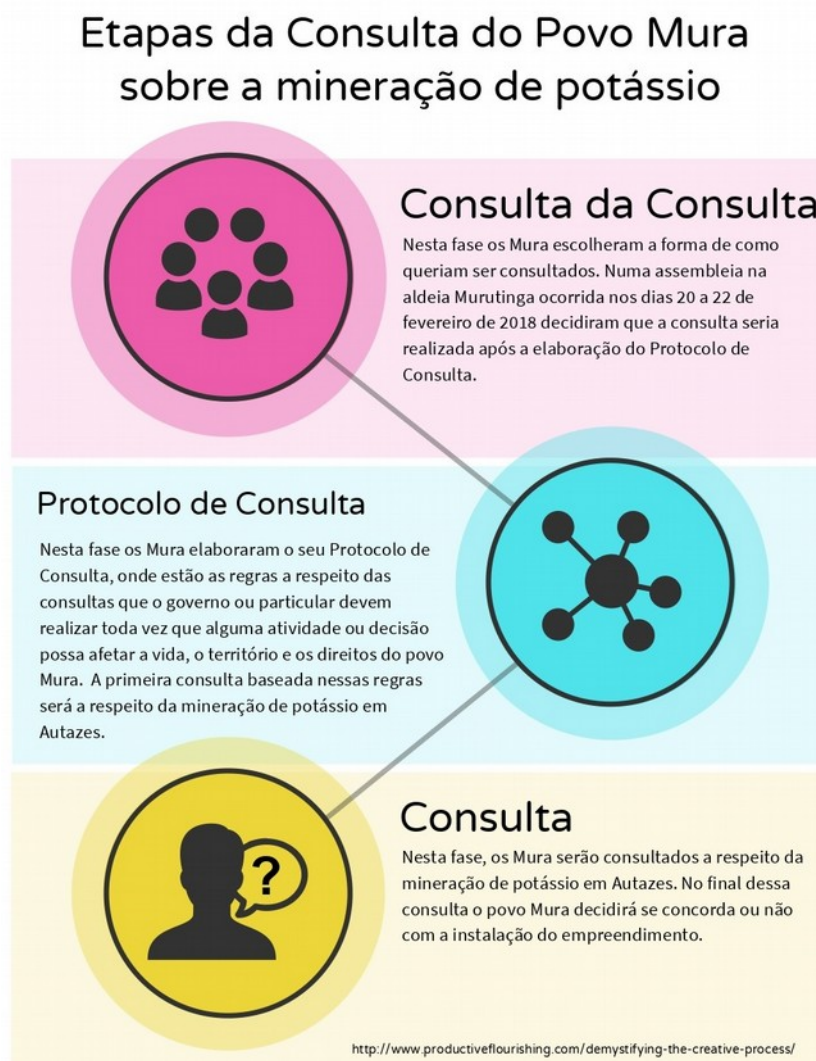 Etapas da Consulta do Povo Mura
sobre a mineração de potássio
Consulta da Consulta
Nesta fase os Mura escolheram a forma de como
queriam ser consultados. Numa assembleia na
aldeia Murutinga ocorrida nos dias 20 a 22 de
fevereiro de 2018 decidiram que a consulta seria
realizada após a elaboração do Protocolo de
Consulta.
Protocolo de Consulta
Nesta fase os Mura elaboraram o seu Protocolo de
Consulta, onde estão as regras a respeito das
consultas que o governo ou particular devem
realizar toda vez que alguma atividade ou decisão
possa afetar a vida, o território e os direitos do povo
Mura. A primeira consulta baseada nessas regras
será a respeito da mineração de potássio em
Autazes.
?
Consulta
Nesta fase, os Mura serão consultados a respeito da
mineração de potássio em Autazes. No final dessa
consulta o povo Mura decidirá se concorda ou não
com a instalação do empreendimento.
http://www.productiveflourishing.com/demystifying-the-creative-process/